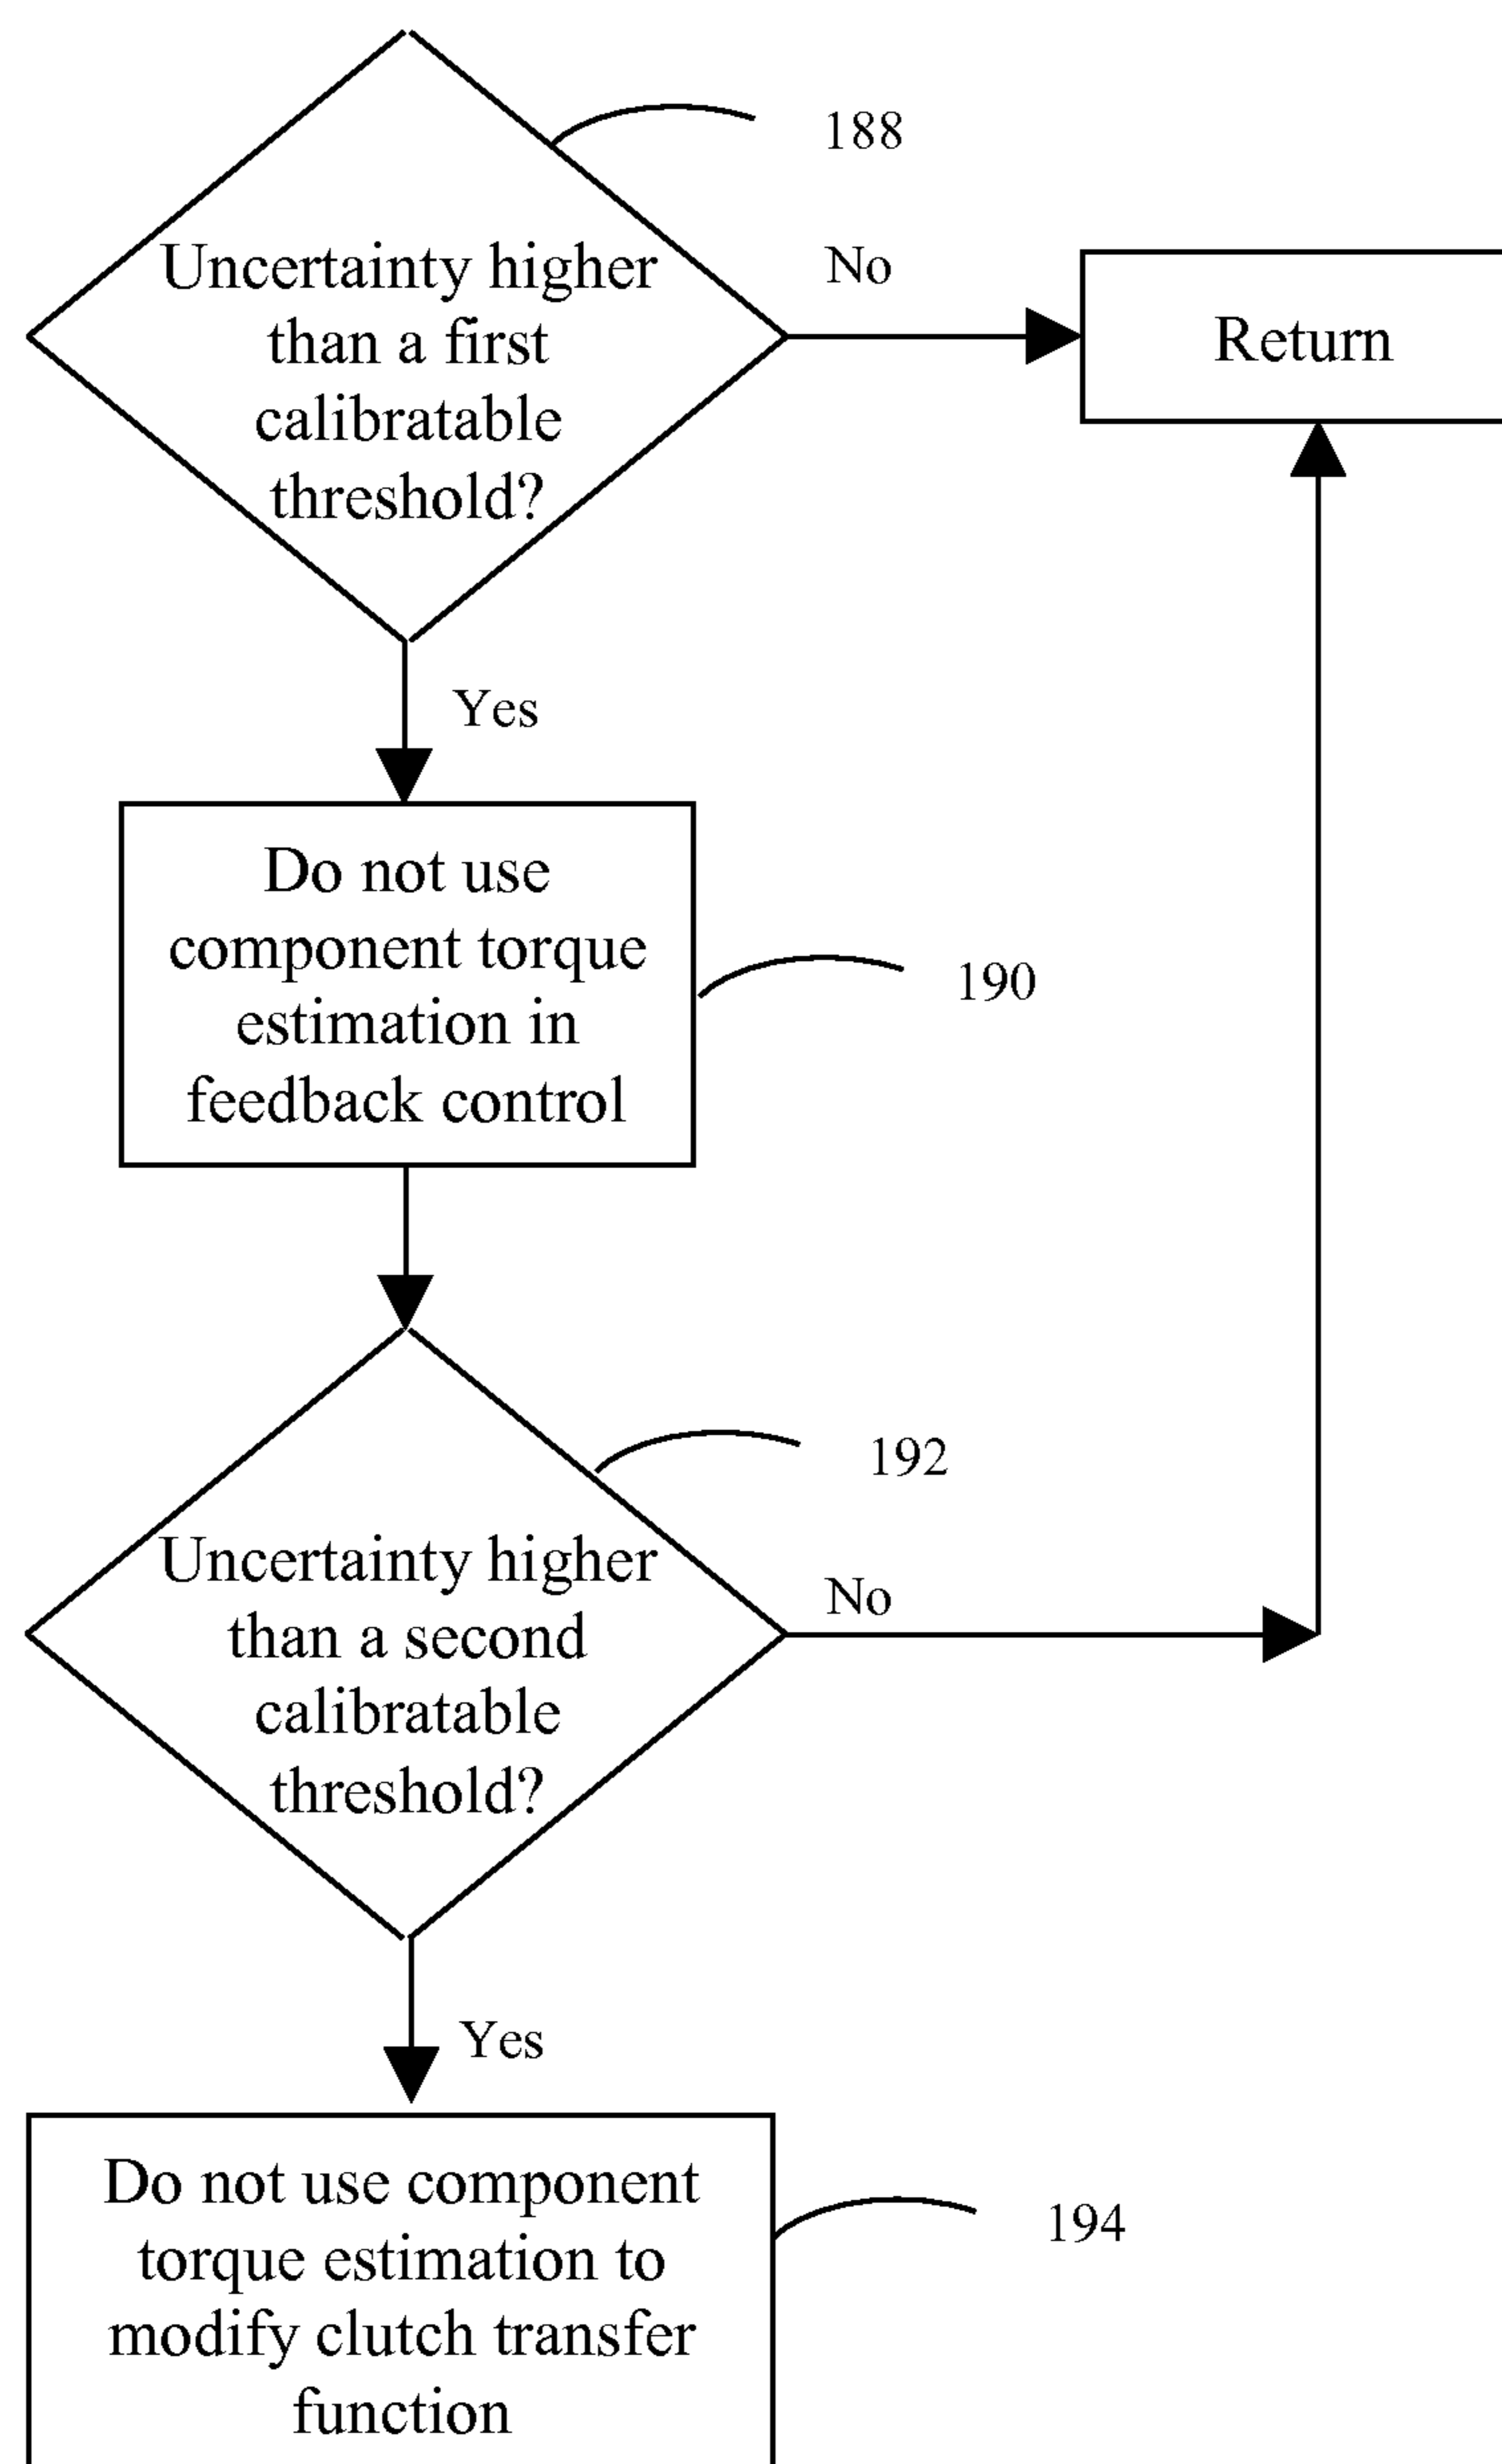 188
Uncertainty higher
than a first
calibratable
threshold?
No
Return
Yes
Do not use
component torque
estimation in
feedback control
190
192
Uncertainty higher
than a second
calibratable
threshold?
No
Yes
Do not use component
torque estimation to
modify clutch transfer
function
194